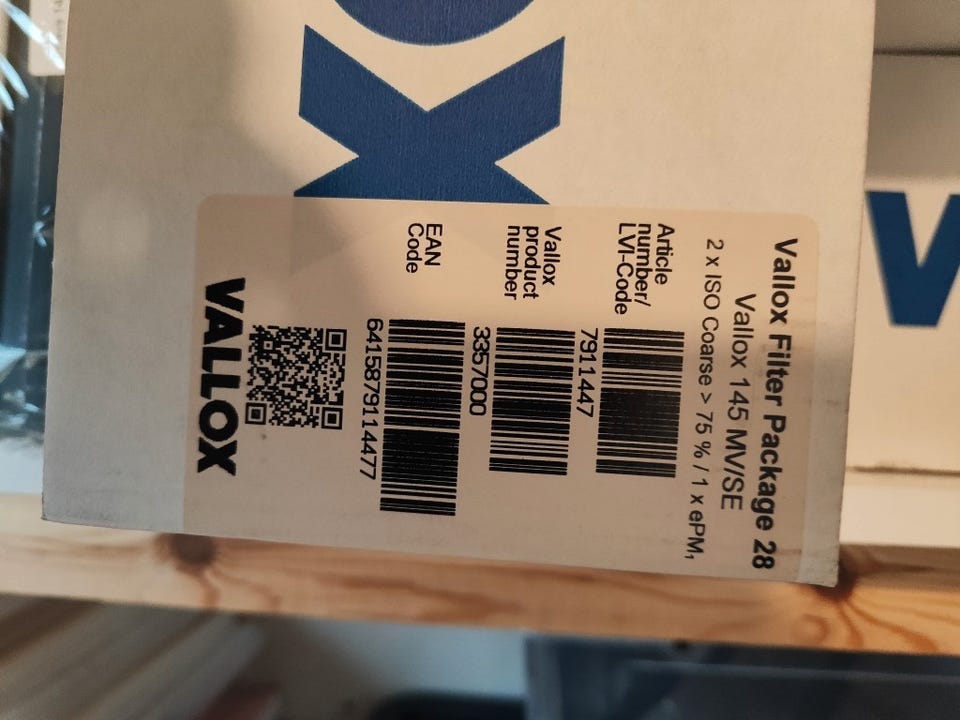 Vallox Filter Package 28
Vallox 145 MV/SE
2 x ISO Coarse > 75 % / 1 x ePM₁
Article
number/
LVI-Code
7911447
Vallox
product
number
3357000
EAN
Code
6415879114477
VALLOX